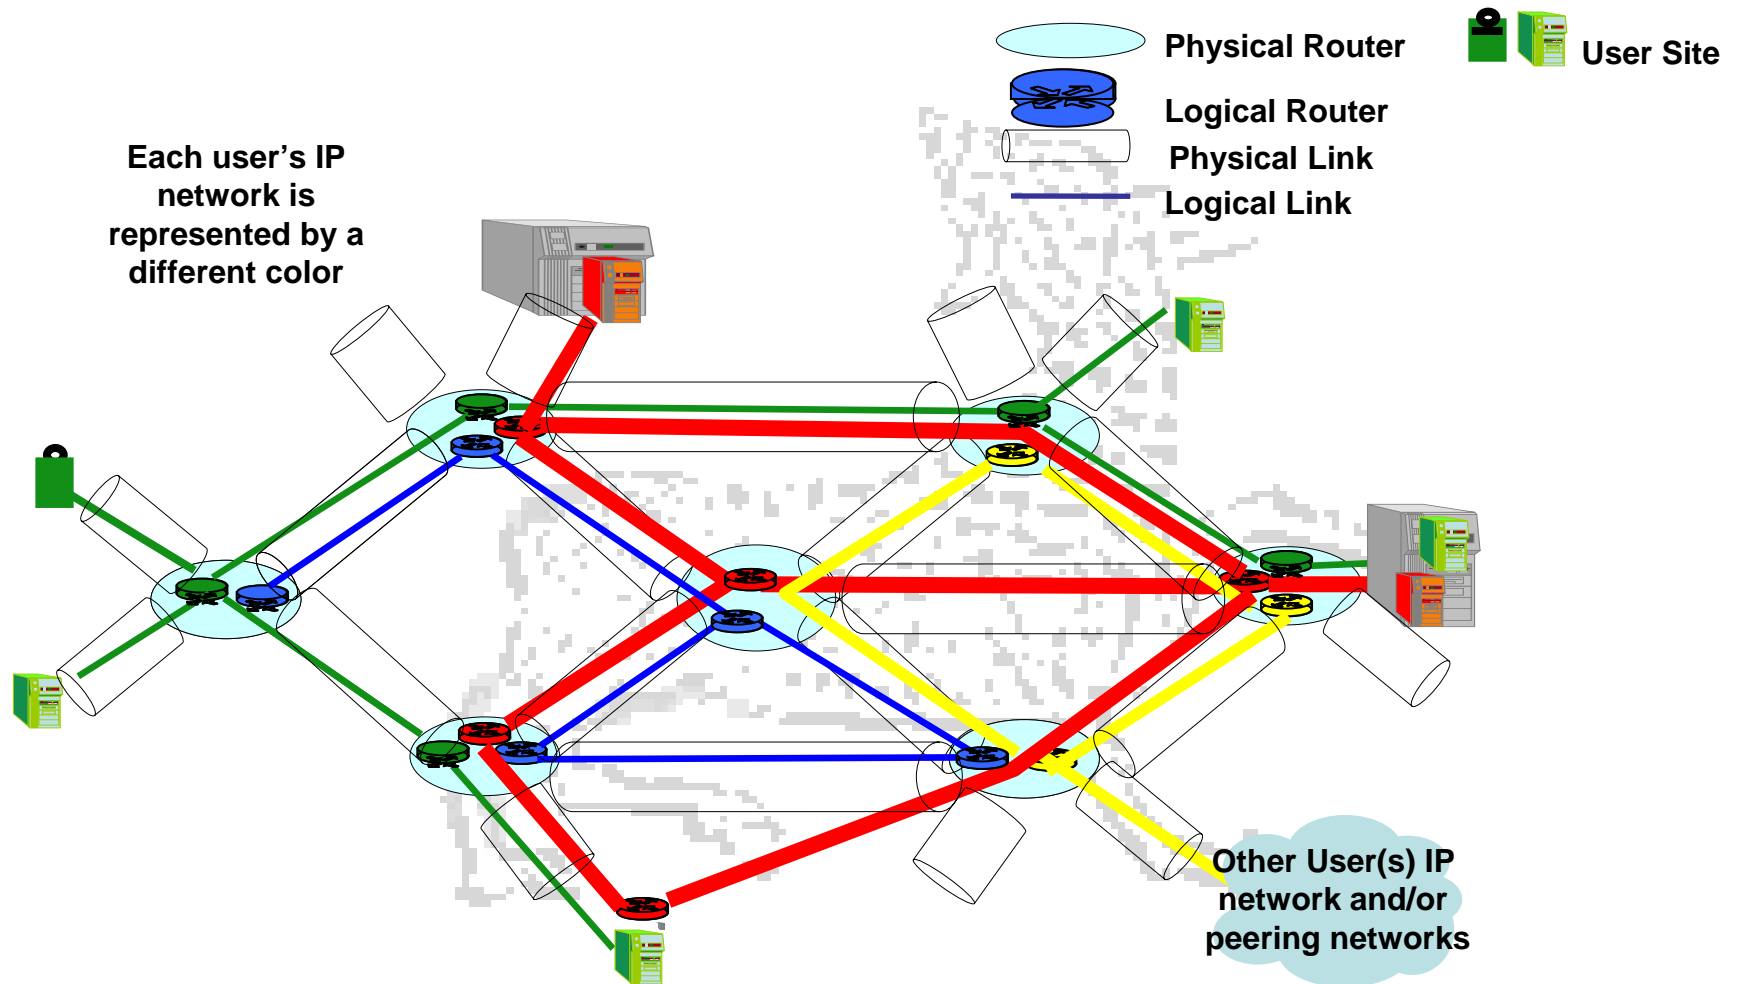 Physical Router
User Site
Logical Router
Physical Link
Logical Link
Each user's IP
network is
represented by a
different color
Other User(s) IP
network and/or
peering networks